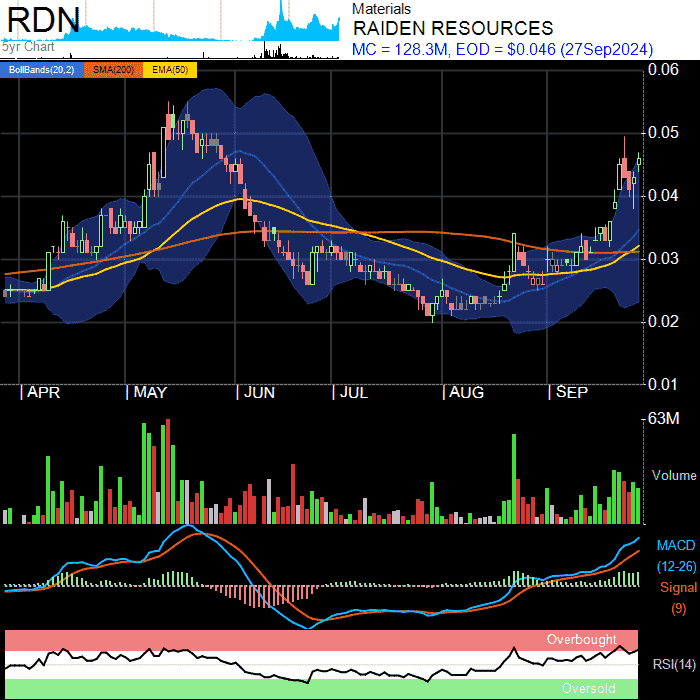 RDN
5yr Chart
Materials
RAIDEN RESOURCES
MC = 128.3M, EOD = $0.046 (27Sep2024)
BollBands(20,2) SMA(200) EMA(50)
0.06
0.05
0.04
0.03
0.02
0.01
APR MAY JUN JUL AUG SEP
63M
Volume
MACD
(12-26)
Signal
(9)
Overbought
RSI(14)
Oversold